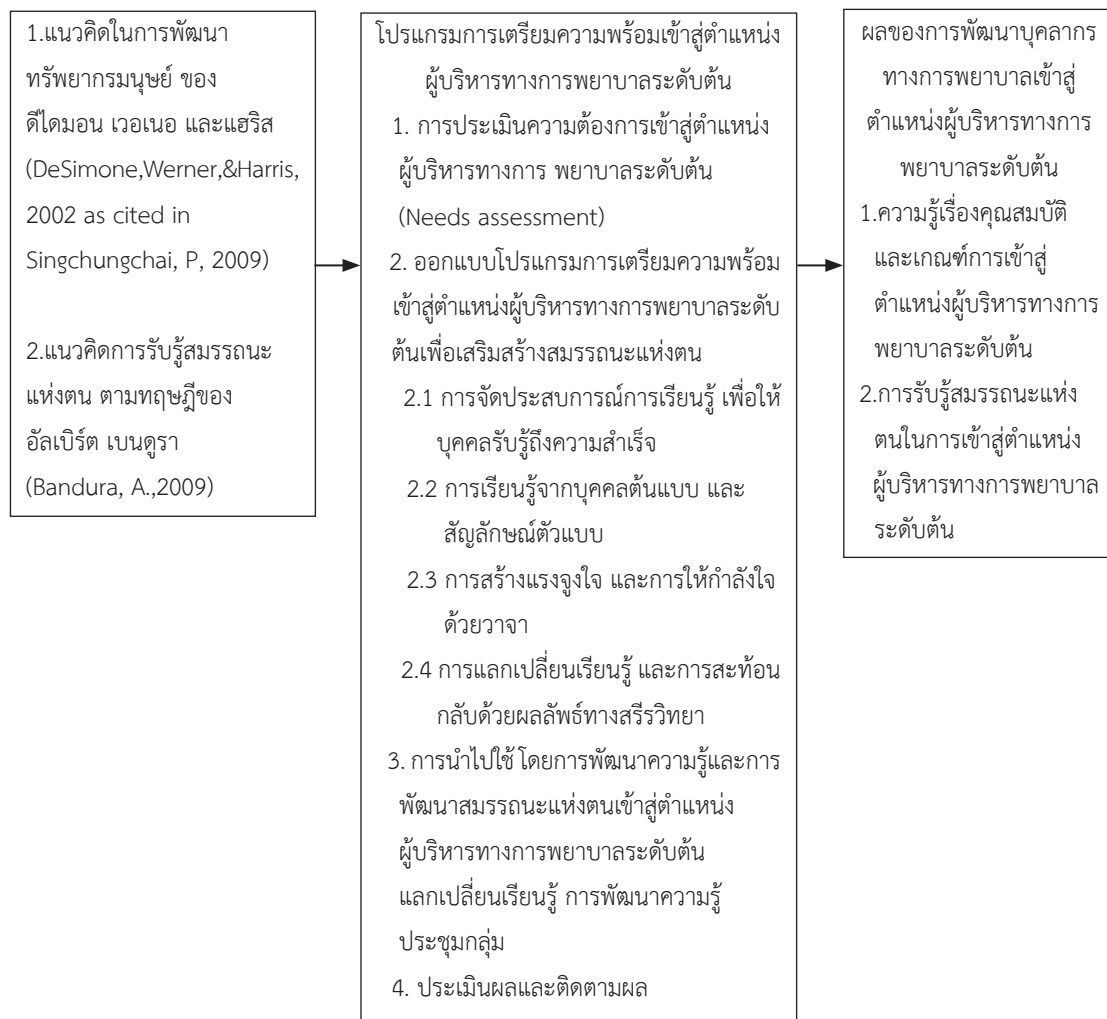 1.แนวคิดในการพัฒนา
ทรัพยากรมนุษย์ ของ
ดีไดมอน เวอเนอ และแฮริส
(DeSimone,Werner,&Harris,
2002 as cited in
Singchungchai, P, 2009)
2.แนวคิดการรับรู้สมรรถนะ
แห่งตน ตามทฤษฎีของ
อัลเบิร์ต เบนดูรา
(Bandura, A.,2009)
โปรแกรมการเตรียมความพร้อมเข้าสู่ตำแหน่ง
ผู้บริหารทางการพยาบาลระดับต้น
1. การประเมินความต้องการเข้าสู่ตำแหน่ง
ผู้บริหารทางการ พยาบาลระดับต้น
(Needs assessment)
2. ออกแบบโปรแกรมการเตรียมความพร้อม
เข้าสู่ตำแหน่งผู้บริหารทางการพยาบาลระดับ
ต้นเพื่อเสริมสร้างสมรรถนะแห่งตน
2.1 การจัดประสบการณ์การเรียนรู้ เพื่อให้
บุคคลรับรู้ถึงความสำเร็จ
2.2 การเรียนรู้จากบุคคลต้นแบบ และ
สัญลักษณ์ตัวแบบ
2.3 การสร้างแรงจูงใจ และการให้กำลังใจ
ด้วยวาจา
2.4 การแลกเปลี่ยนเรียนรู้ และการสะท้อน
กลับด้วยผลลัพธ์ทางสรีรวิทยา
3. การนำไปใช้ โดยการพัฒนาความรู้และการ
พัฒนาสมรรถนะแห่งตนเข้าสู่ตำแหน่ง
ผู้บริหารทางการพยาบาลระดับต้น
แลกเปลี่ยนเรียนรู้ การพัฒนาความรู้
ประชุมกลุ่ม
4. ประเมินผลและติดตามผล
ผลของการพัฒนาบุคลากร
ทางการพยาบาลเข้าสู่
ตำแหน่งผู้บริหารทางการ
พยาบาลระดับต้น
1.ความรู้เรื่องคุณสมบัติ
และเกณฑ์การเข้าสู่
ตำแหน่งผู้บริหารทางการ
พยาบาลระดับต้น
2.การรับรู้สมรรถนะแห่ง
ตนในการเข้าสู่ตำแหน่ง
ผู้บริหารทางการพยาบาล
ระดับต้น